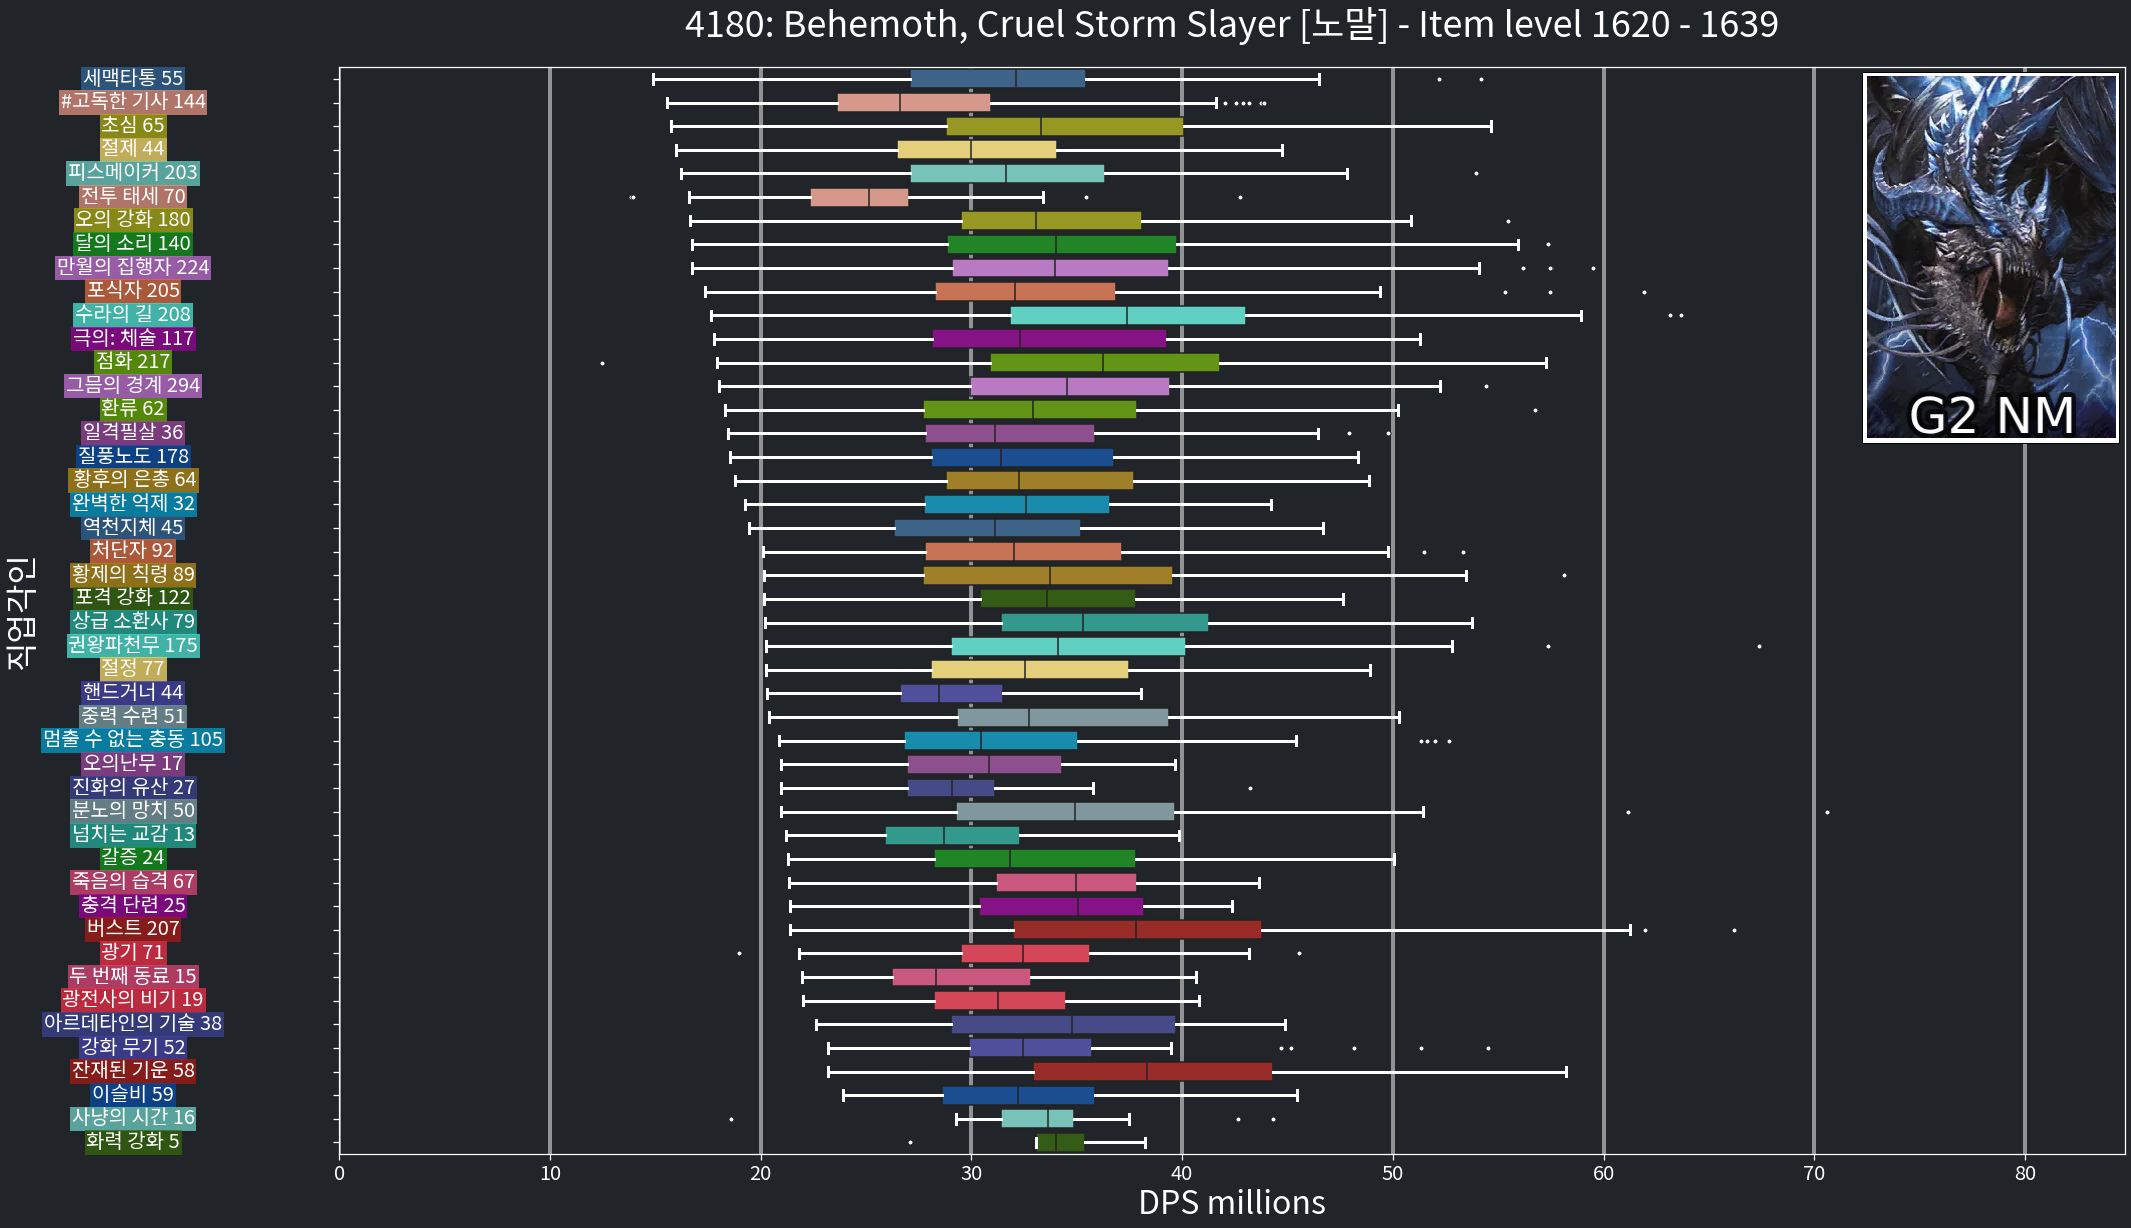 4180: Behemoth, Cruel Storm Slayer [노말] - Item level 1620 - 1639
직업각인
세맥타통 55
#고독한 기사 144
초심 65
절제 44
피스메이커 203
전투 태세 70
오의 강화 180
달의 소리 140
만월의 집행자 224
포식자 205
수라의 길 208
극의: 체술 117
점화 217
그믐의 경계 294
환류 62
일격필살 36
질풍노도 178
황후의 은총 64
완벽한 억제 32
역천지체 45
처단자 92
황제의 칙령 89
포격 강화 122
상급 소환사 79
권왕파천무 175
절정 77
핸드거너 44
중력 수련 51
멈출 수 없는 충동 105
오의난무 17
진화의 유산 27
분노의 망치 50
넘치는 교감 13
갈증 24
죽음의 습격 67
충격 단련 25
버스트 207
광기 71
두 번째 동료 15
광전사의 비기 19
아르데타인의 기술 38
강화 무기 52
잔재된 기운 58
이슬비 59
사냥의 시간 16
화력 강화 5
G2 NM
0 10 20 30 40 50 60 70 80
DPS millions